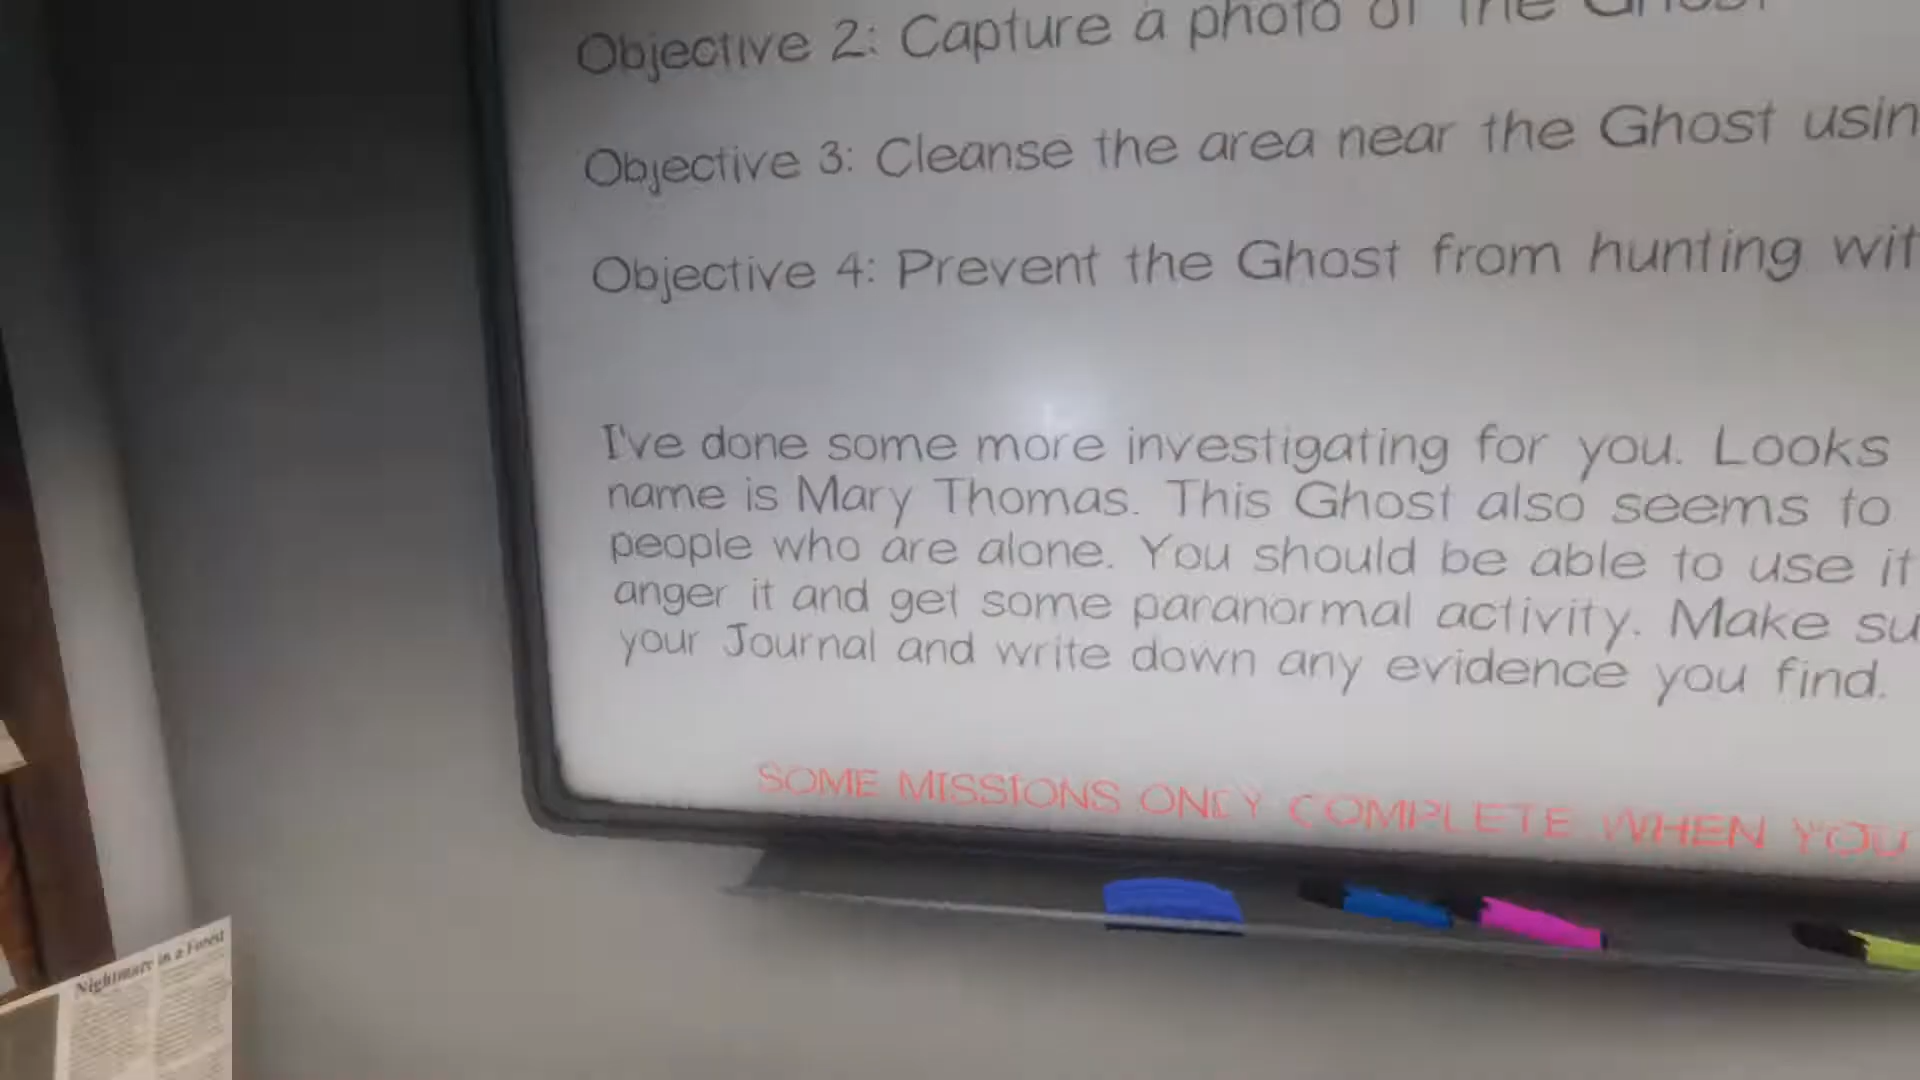 Objective 2: Capture a photo of the Ghost
Objective 3: Cleanse the area near the Ghost usin
Objective 4: Prevent the Ghost from hunting wit
I've done some more investigating for you. Looks
name is Mary Thomas. This Ghost also seems to
people who are alone. You should be able to use it
anger it and get some paranormal activity. Make su
your Journal and write down any evidence you find.
SOME MISSIONS ONLY COMPLETE WHEN YOU
Nightmare in a Forest